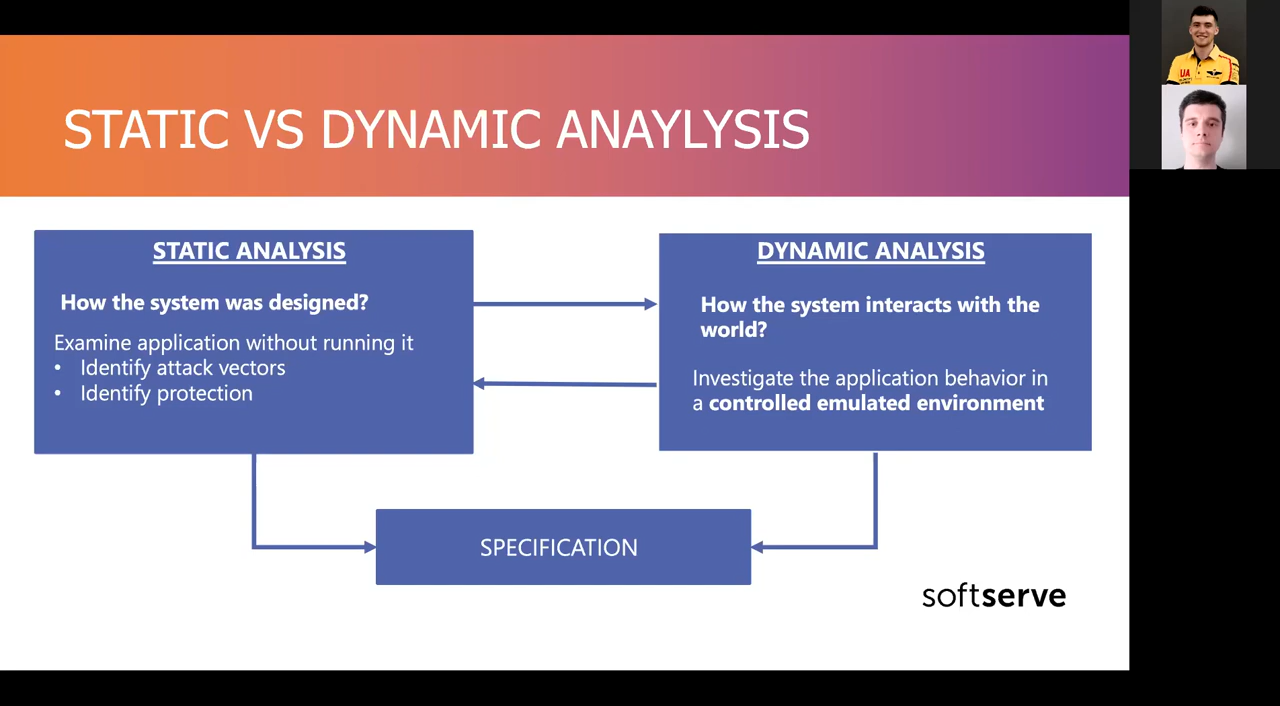 STATIC VS DYNAMIC ANAYLYSIS
STATIC ANALYSIS
How the system was designed?
Examine application without running it
• Identify attack vectors
• Identify protection
DYNAMIC ANALYSIS
How the system interacts with the
world?
Investigate the application behavior in
a controlled emulated environment
SPECIFICATION
softserve
UA